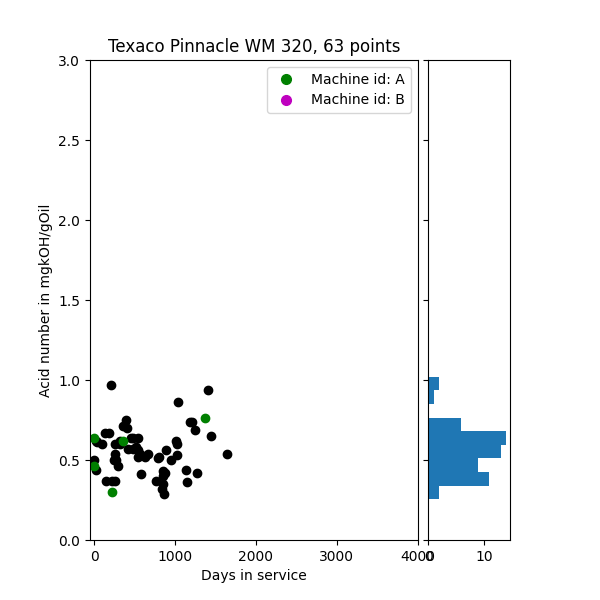 Texaco Pinnacle WM 320, 63 points
Machine id: A
Machine id: B
3.0
2.5
2.0
1.5
1.0
0.5
0.0
Acid number in mgkOH/gOil
0 1000 2000 3000 4000
0 10
Days in service